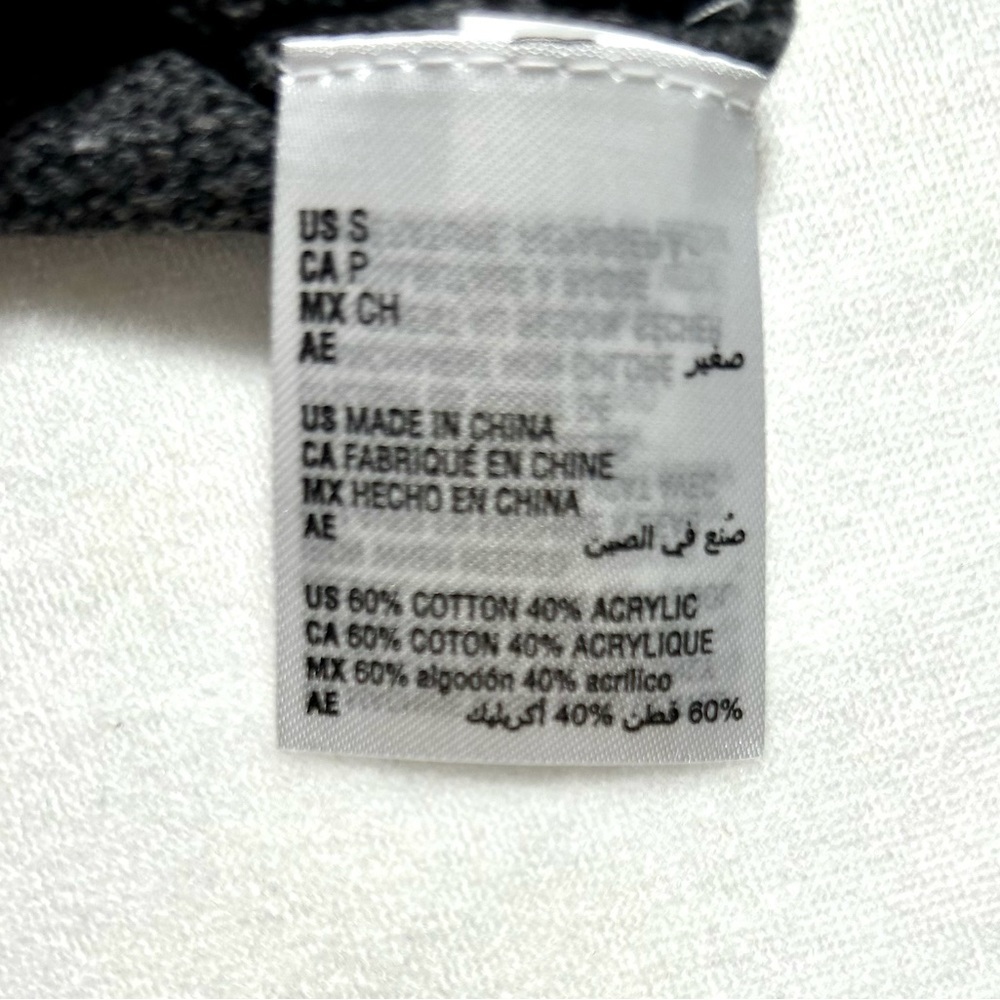 US S
CA P
MX CH
AE صغير
US MADE IN CHINA
CA FABRIQUÉ EN CHINE
MX HECHO EN CHINA
AE صُنع في الصين
US 60% COTTON 40% ACRYLIC
CA 60% COTON 40% ACRYLIQUE
MX 60% algodón 40% acrílico
AE 60% قطن 40% أكريليك